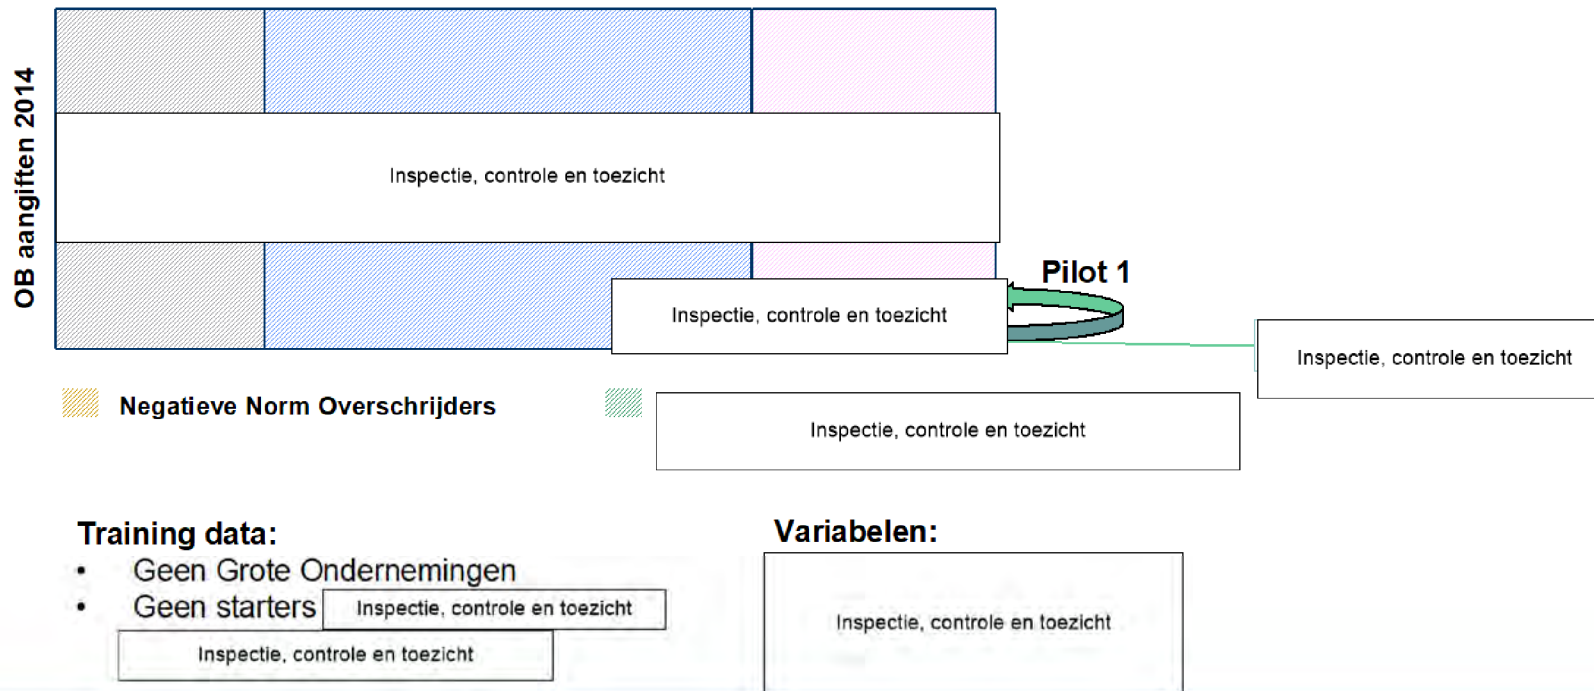 OB aangiften 2014
Inspectie, controle en toezicht
Pilot 1
Inspectie, controle en toezicht
Inspectie, controle en toezicht
Negatieve Norm Overschrijders
Inspectie, controle en toezicht
Training data:
• Geen Grote Ondernemingen
• Geen starters Inspectie, controle en toezicht
Inspectie, controle en toezicht
Variabelen:
Inspectie, controle en toezicht